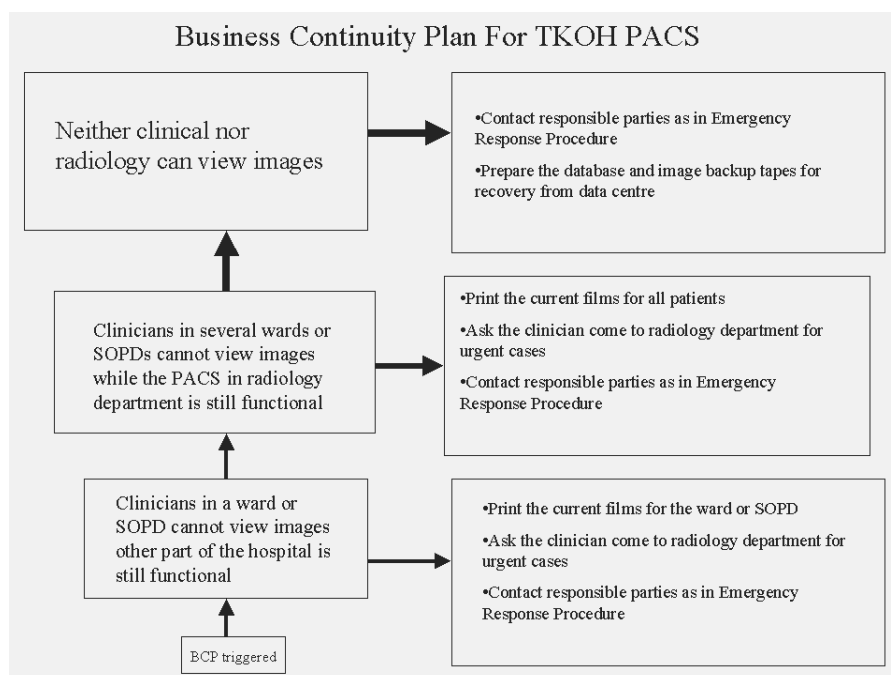 Business Continuity Plan For TKOH PACS
Neither clinical nor
radiology can view images
•Contact responsible parties as in Emergency
Response Procedure
•Prepare the database and image backup tapes for
recovery from data centre
Clinicians in several wards or
SOPDs cannot view images
while the PACS in radiology
department is still functional
•Print the current films for all patients
•Ask the clinician come to radiology department for
urgent cases
•Contact responsible parties as in Emergency
Response Procedure
Clinicians in a ward or
SOPD cannot view images
other part of the hospital is
still functional
•Print the current films for the ward or SOPD
•Ask the clinician come to radiology department for
urgent cases
•Contact responsible parties as in Emergency
Response Procedure
BCP triggered